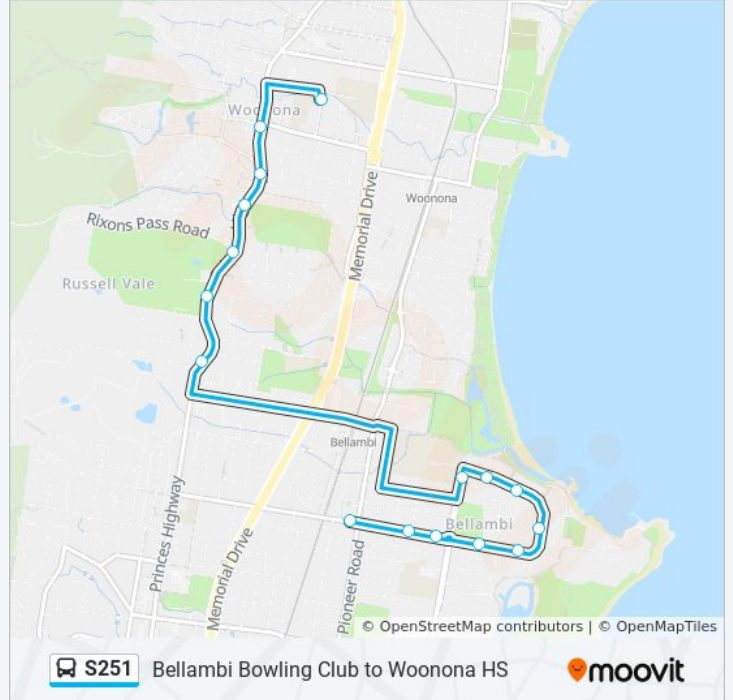 Woonona
Woonona
Rixons Pass Road
Memorial Drive
Russell Vale
Bellambi
Bellambi
Princes Highway
Memorial Drive
Pioneer Road
© OpenStreetMap contributors | © OpenMapTiles
S251 Bellambi Bowling Club to Woonona HS
moovit